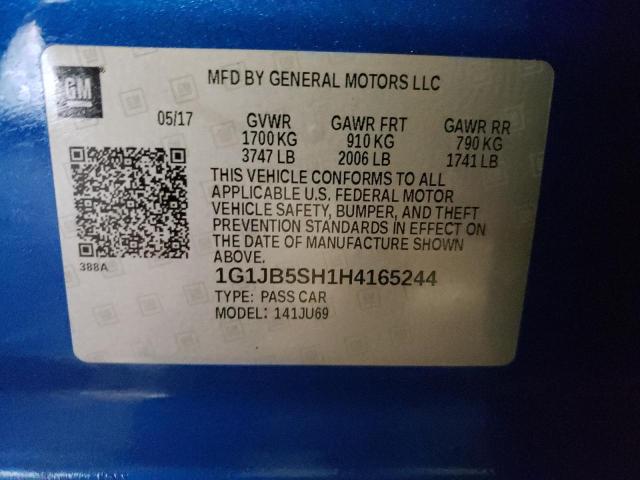 GM
MFD BY GENERAL MOTORS LLC
05/17 GVWR GAWR FRT GAWR RR
1700 KG 910 KG 790 KG
3747 LB 2006 LB 1741 LB
THIS VEHICLE CONFORMS TO ALL
APPLICABLE U.S. FEDERAL MOTOR
VEHICLE SAFETY, BUMPER, AND THEFT
PREVENTION STANDARDS IN EFFECT ON
THE DATE OF MANUFACTURE SHOWN
ABOVE.
388A
1G1JB5SH1H4165244
TYPE: PASS CAR
MODEL: 141JU69